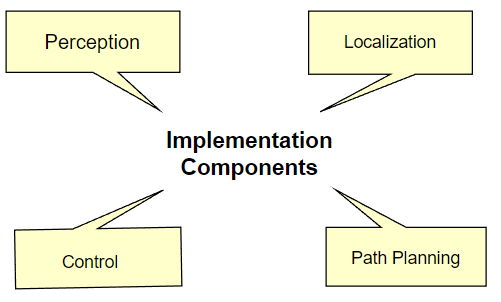 Perception
Localization
Implementation
Components
Control
Path Planning